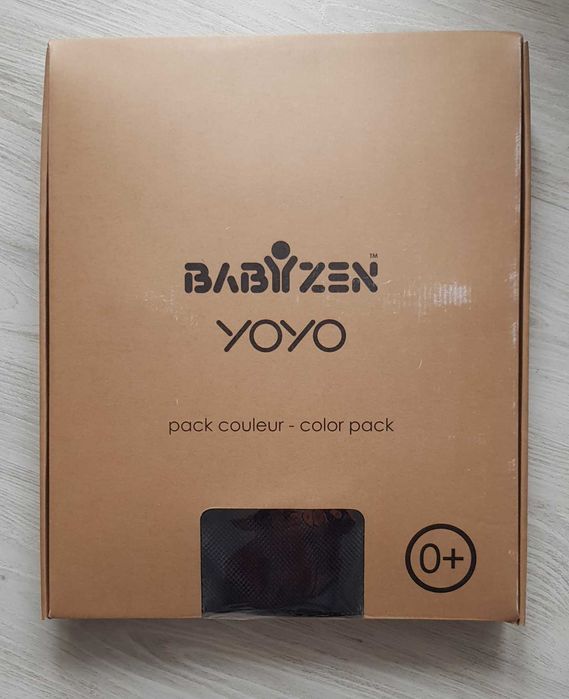 BABYZEN™
YOYO
pack couleur - color pack
0+